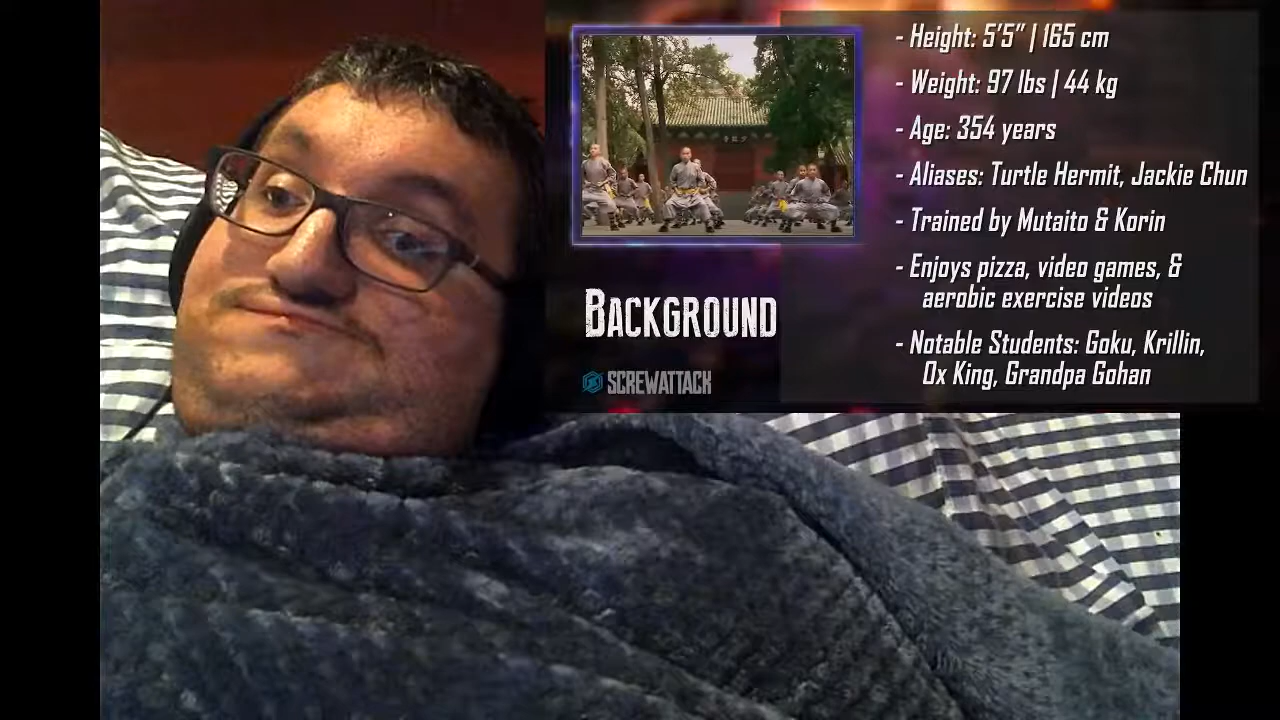 - Height: 5'5" | 165 cm
- Weight: 97 lbs | 44 kg
- Age: 354 years
- Aliases: Turtle Hermit, Jackie Chun
- Trained by Mutaito & Korin
- Enjoys pizza, video games, &
aerobic exercise videos
- Notable Students: Goku, Krillin,
Ox King, Grandpa Gohan
BACKGROUND
SCREWATTACK